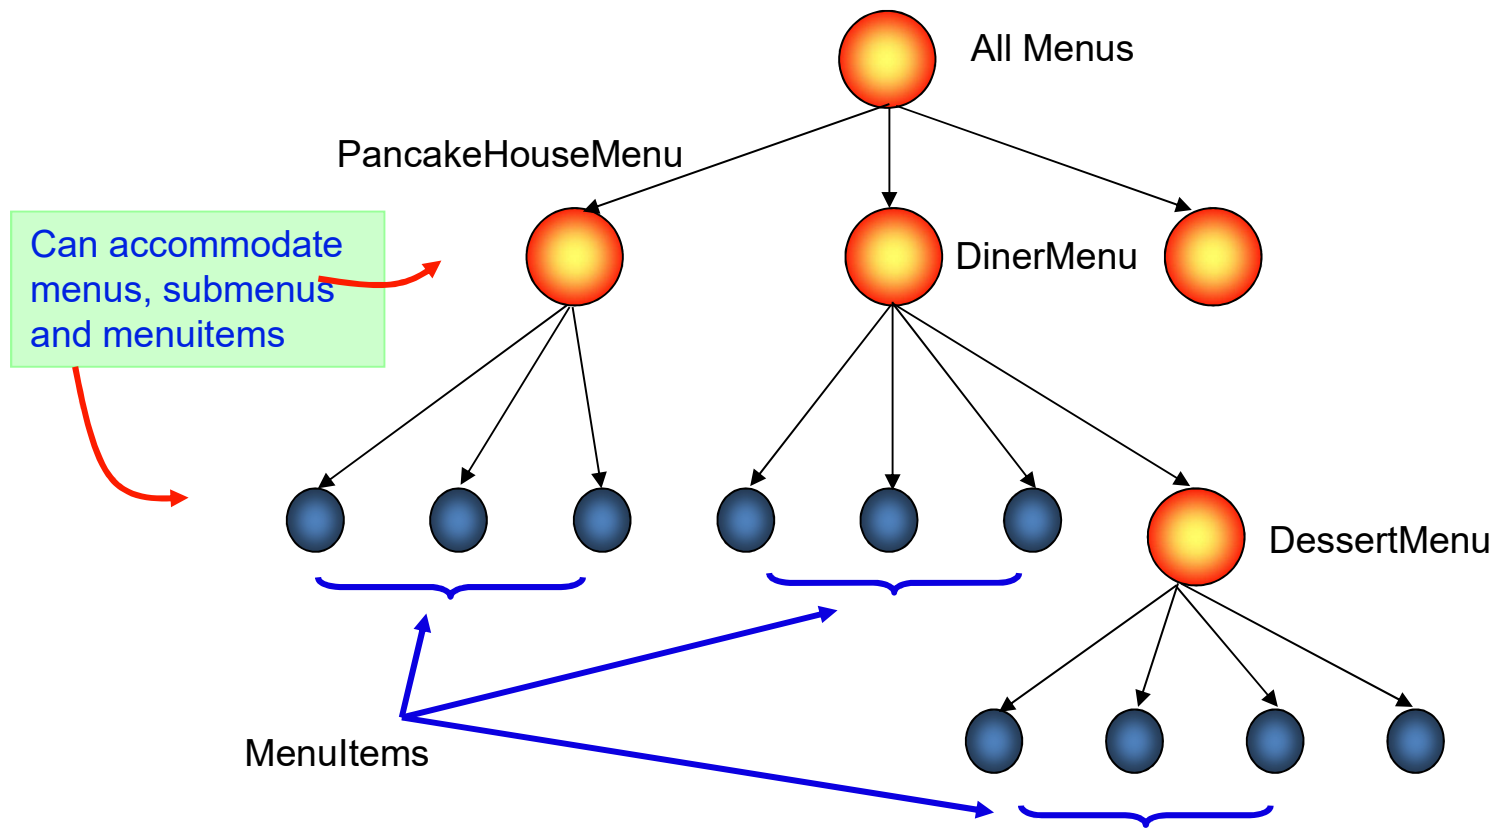 All Menus
PancakeHouseMenu
Can accommodate
menus, submenus
and menuitems
DinerMenu
DessertMenu
MenuItems